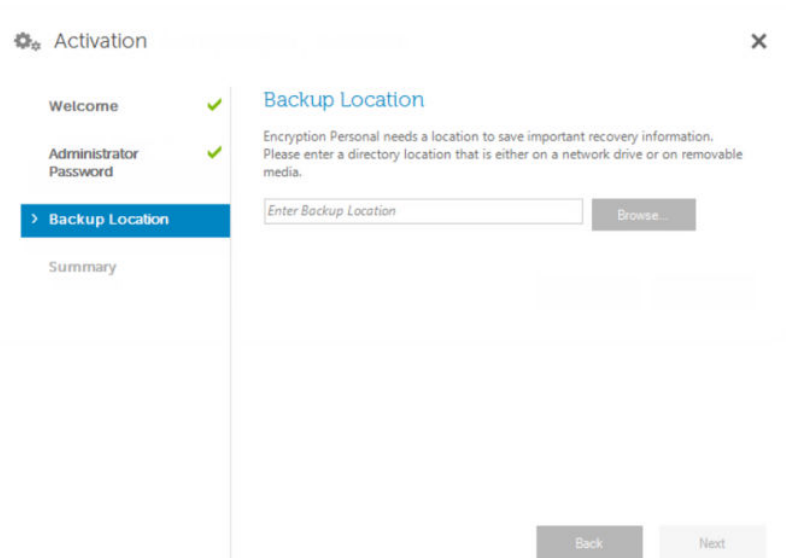 Activation
Welcome
Administrator
Password
> Backup Location
Summary
Backup Location
Encryption Personal needs a location to save important recovery information.
Please enter a directory location that is either on a network drive or on removable
media.
Enter Backup Location
Browse...
Back
Next